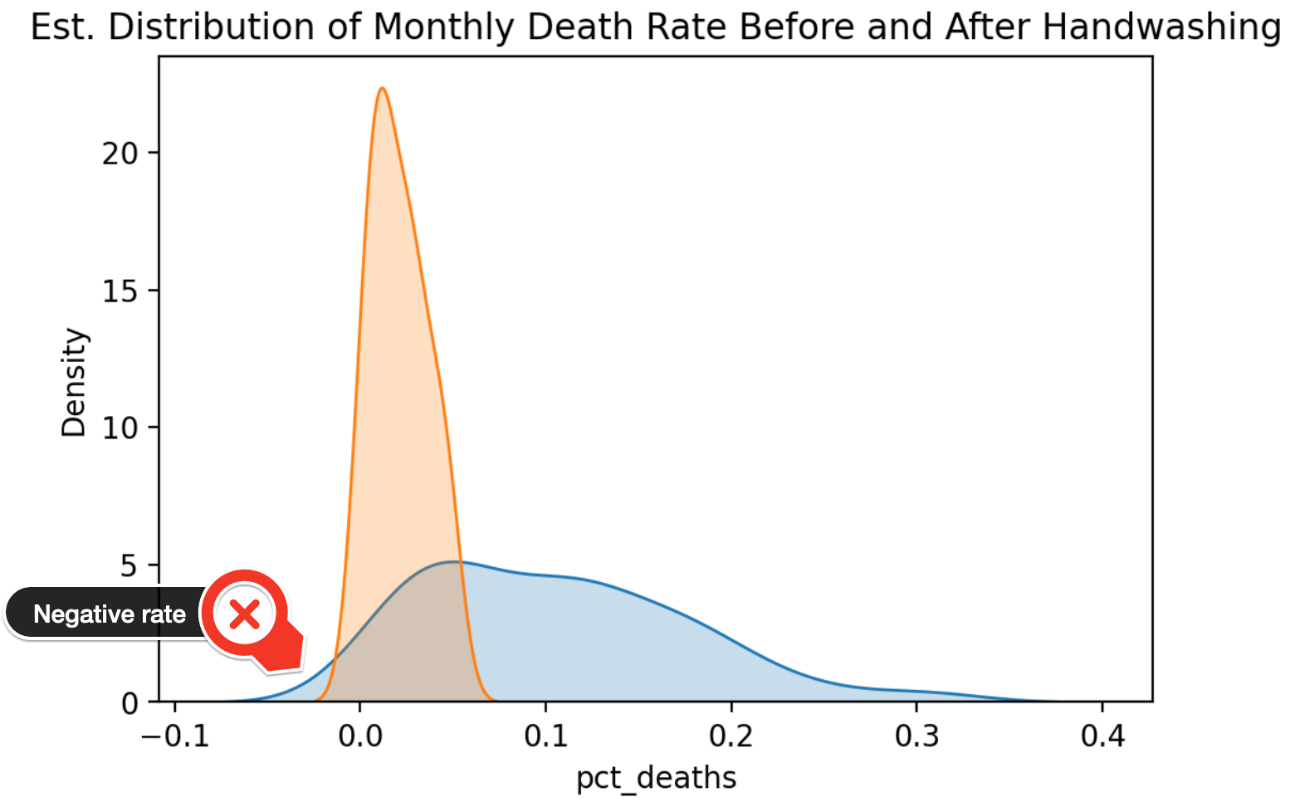 Est. Distribution of Monthly Death Rate Before and After Handwashing
20
15
10
5
0
Density
Negative rate
−0.1
0.0
0.1
0.2
0.3
0.4
pct_deaths